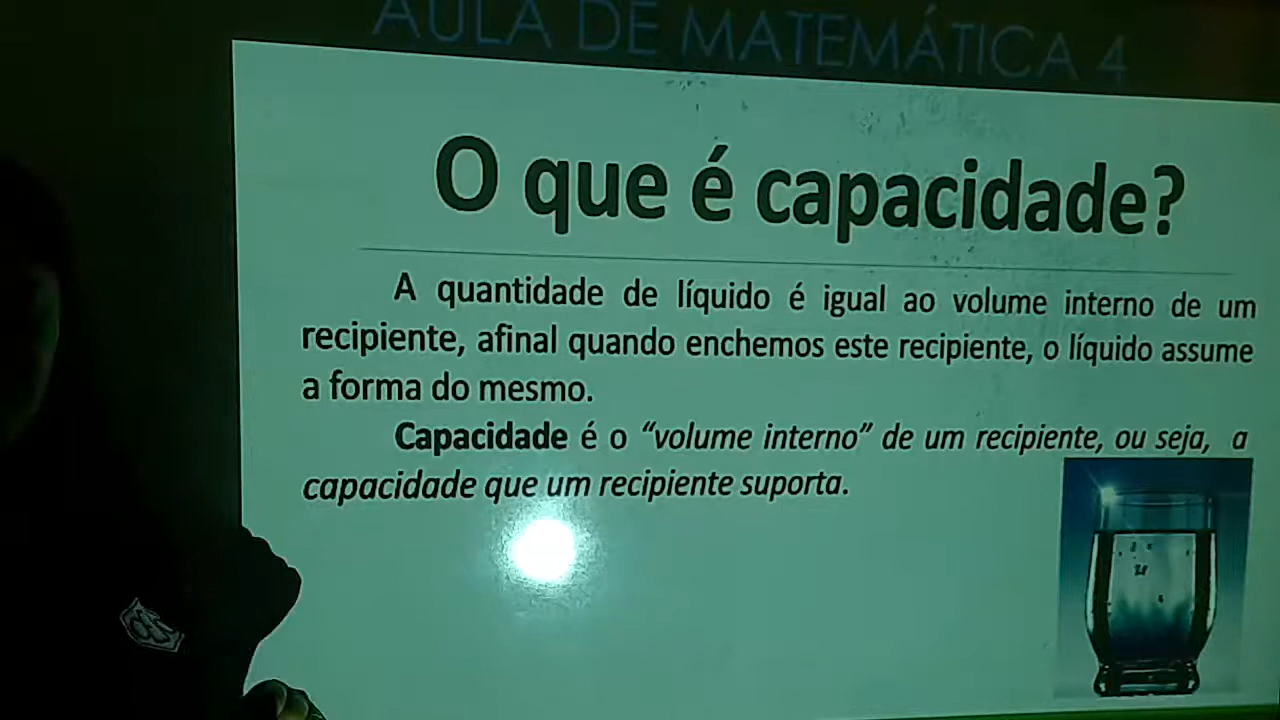 AULA DE MATEMÁTICA 4
O que é capacidade?
A quantidade de líquido é igual ao volume interno de um
recipiente, afinal quando enchemos este recipiente, o líquido assume
a forma do mesmo.
Capacidade é o “volume interno” de um recipiente, ou seja, a
capacidade que um recipiente suporta.